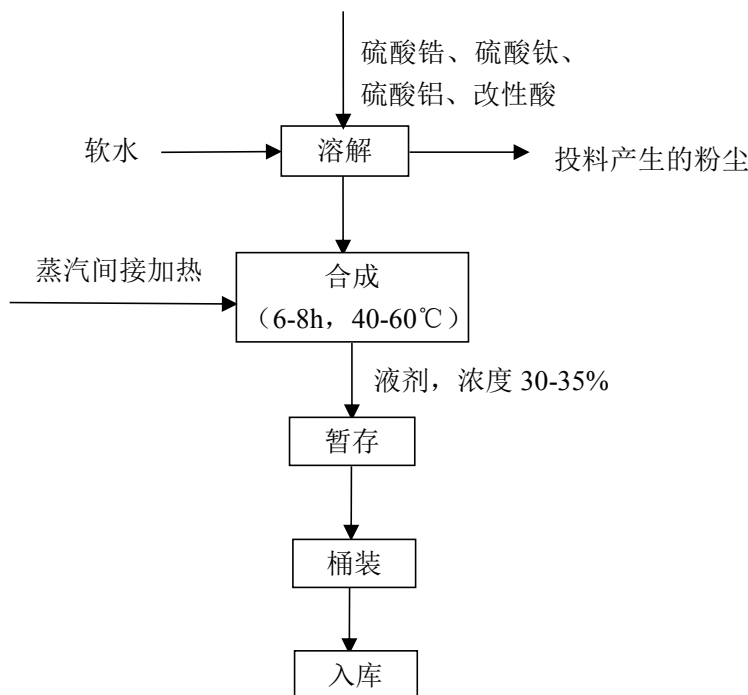 硫酸锆、硫酸钛、
硫酸铝、改性酸
软水
溶解
投料产生的粉尘
蒸汽间接加热
合成
（6-8h，40-60℃）
液剂，浓度 30-35%
暂存
桶装
入库